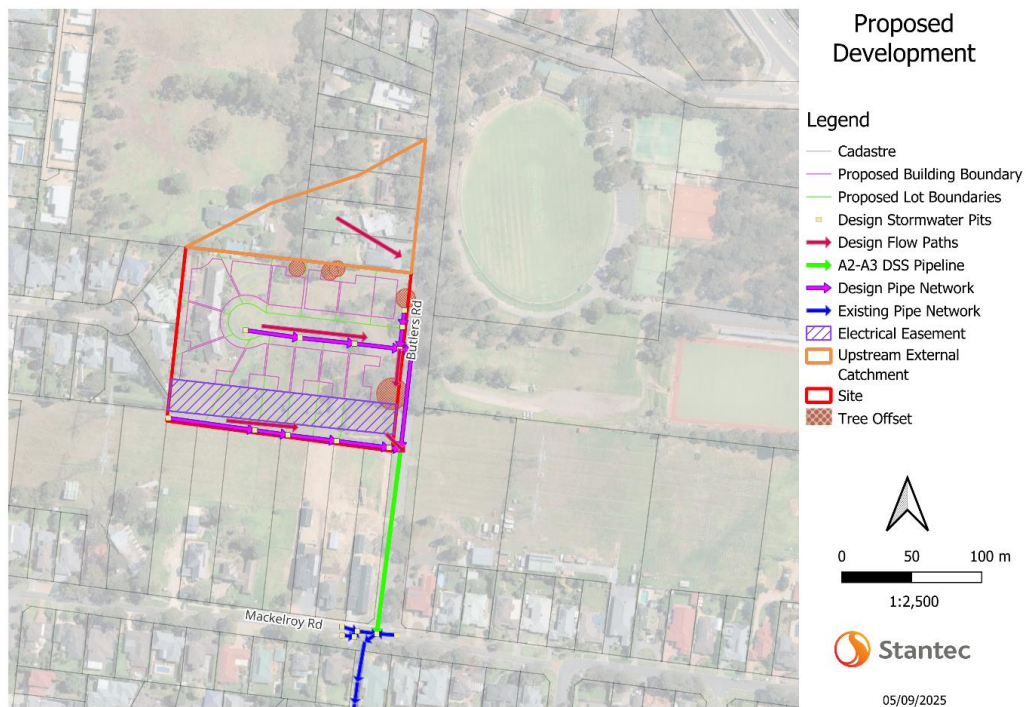 Proposed
Development
Legend
Cadastre
Proposed Building Boundary
Proposed Lot Boundaries
Design Stormwater Pits
Design Flow Paths
A2-A3 DSS Pipeline
Design Pipe Network
Existing Pipe Network
Electrical Easement
Upstream External
Catchment
Site
Tree Offset
Butlers Rd
Mackelroy Rd
0 50 100 m
1:2,500
Stantec
05/09/2025